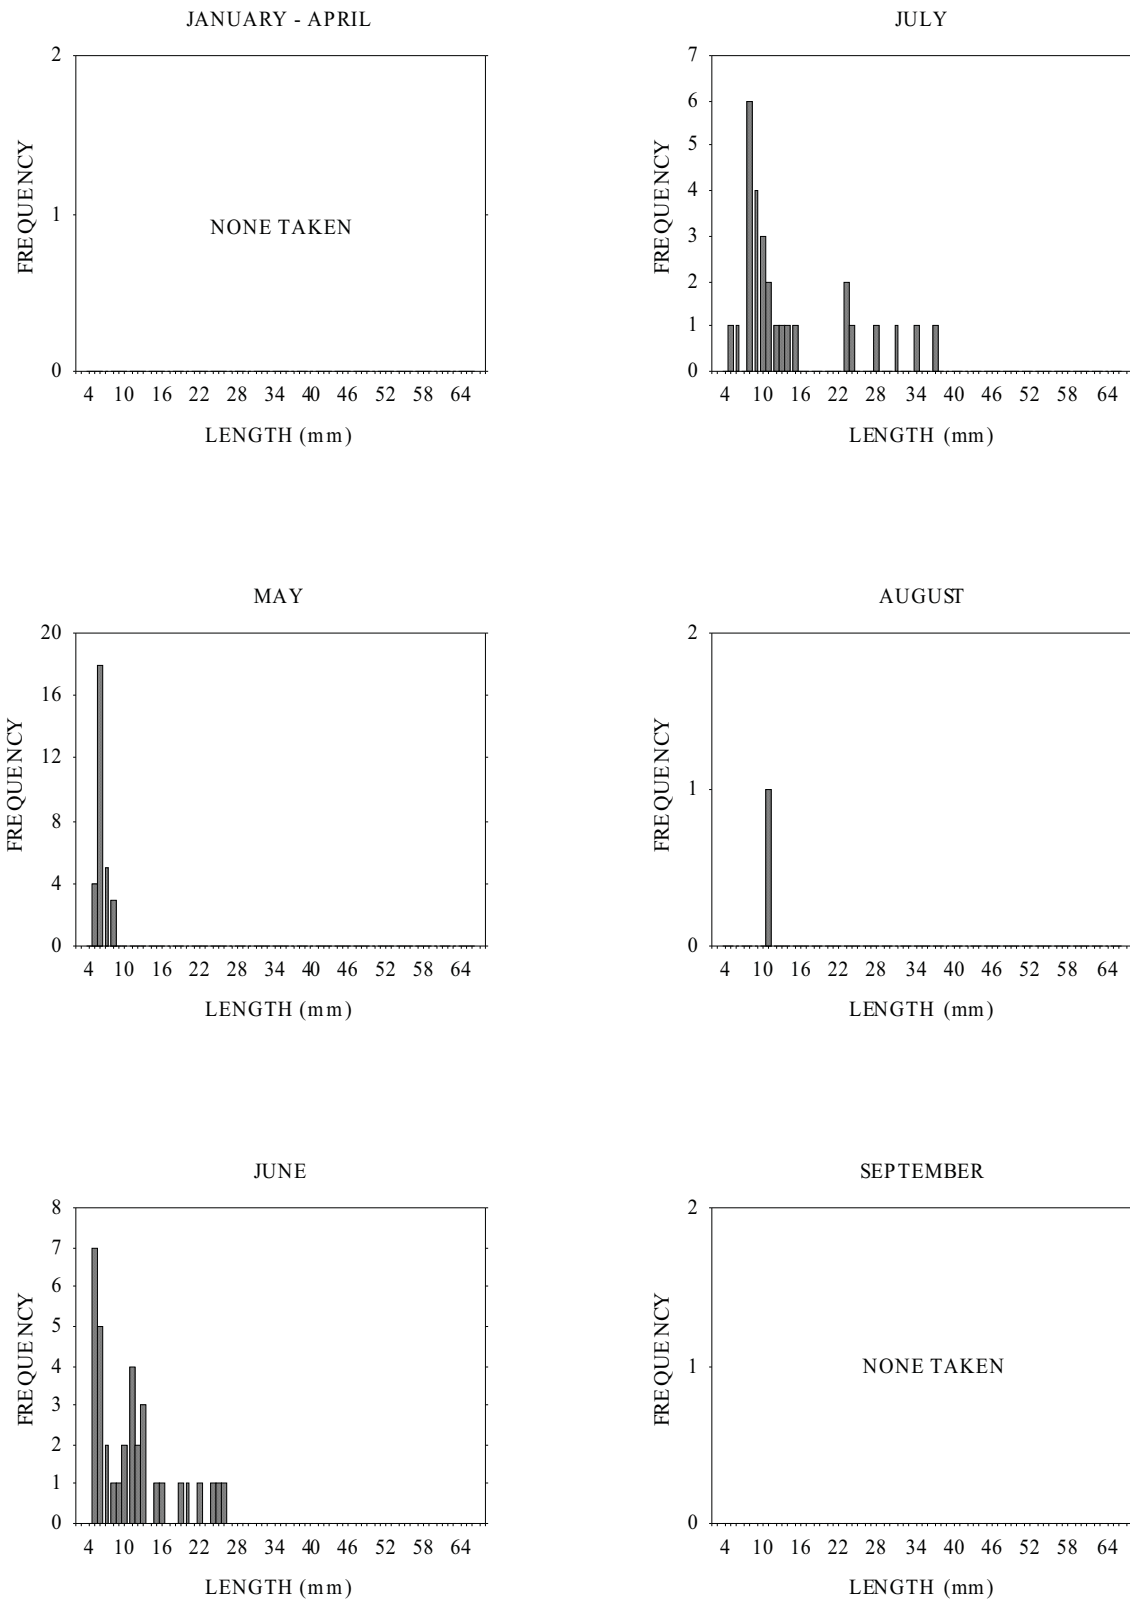 JANUARY - APRIL
2
1
0
FREQUENCY
NONE TAKEN
4 10 16 22 28 34 40 46 52 58 64
LENGTH (mm)
JULY
7
6
5
4
3
2
1
0
FREQUENCY
4 10 16 22 28 34 40 46 52 58 64
LENGTH (mm)
MAY
20
16
12
8
4
0
FREQUENCY
4 10 16 22 28 34 40 46 52 58 64
LENGTH (mm)
AUGUST
2
1
0
FREQUENCY
4 10 16 22 28 34 40 46 52 58 64
LENGTH (mm)
JUNE
8
7
6
5
4
3
2
1
0
FREQUENCY
4 10 16 22 28 34 40 46 52 58 64
LENGTH (mm)
SEPTEMBER
2
1
0
FREQUENCY
NONE TAKEN
4 10 16 22 28 34 40 46 52 58 64
LENGTH (mm)